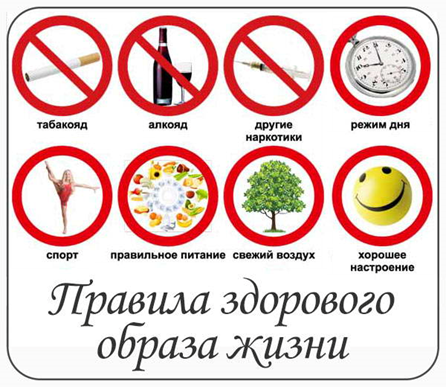 табакояд
алкояд
другие
наркотики
режим дня
спорт
правильное питание
свежий воздух
хорошее
настроение
Правила здорового
образа жизни